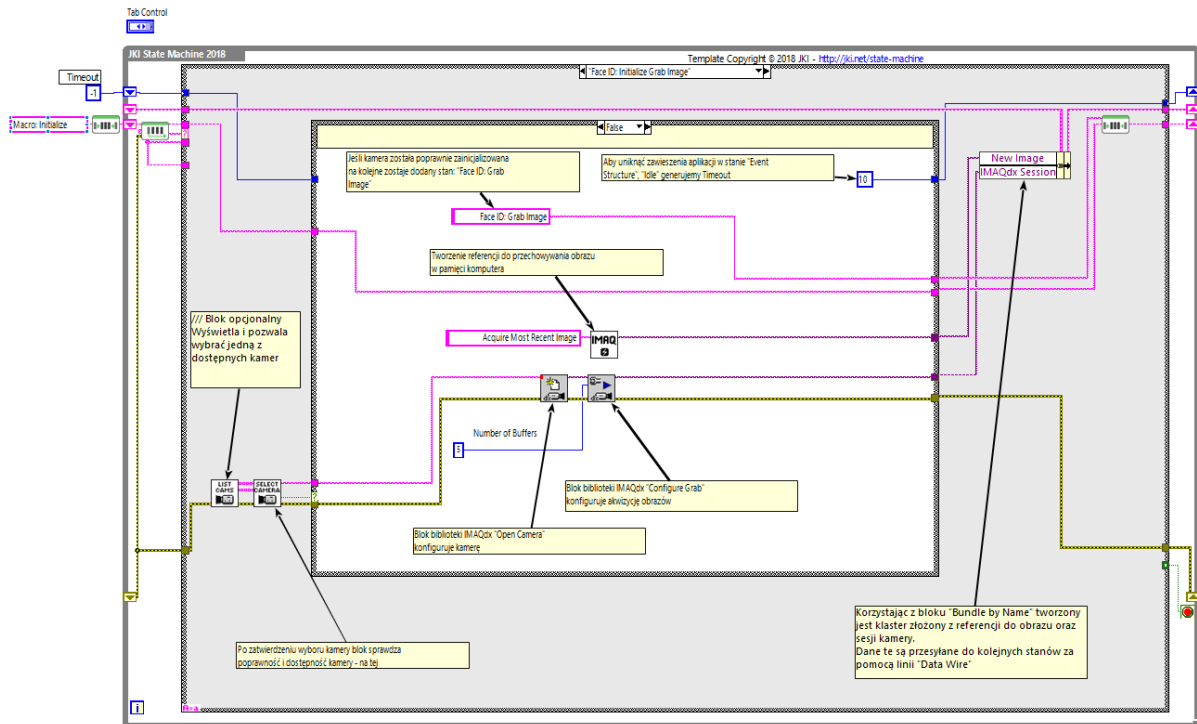 Tab Control
JKI State Machine 2018
Template Copyright © 2018 JKI - http://jki.net/state-machine
"Face ID: Initialize Grab Image"
Timeout
-1
Macro: Initialize
False
Jeśli kamera została poprawnie zainicjalizowana
na kolejne zostaje dodany stan: "Face ID: Grab
Image"
Aby uniknąć zawieszenia aplikacji w stanie "Event
Structure", "Idle" generujemy Timeout
10
New Image
IMAQdx Session
Face ID: Grab Image
Tworzenie referencji do przechowywania obrazu
w pamięci komputera
/// Blok opcjonalny
Wyświetla i pozwala
wybrać jedną z
dostępnych kamer
Acquire Most Recent Image
IMAQ
Number of Buffers
5
LIST
CAMS
SELECT
CAMERA
Blok biblioteki IMAQdx "Configure Grab"
konfiguruje akwizycję obrazów
Blok biblioteki IMAQdx "Open Camera"
konfiguruje kamerę
Po zatwierdzeniu wyboru kamery blok sprawdza
poprawność i dostępność kamery - na tej
Korzystając z bloku "Bundle by Name" tworzony
jest klaster złożony z referencji do obrazu oraz
sesji kamery.
Dane te są przesyłane do kolejnych stanów za
pomocą linii "Data Wire"
i
A=a